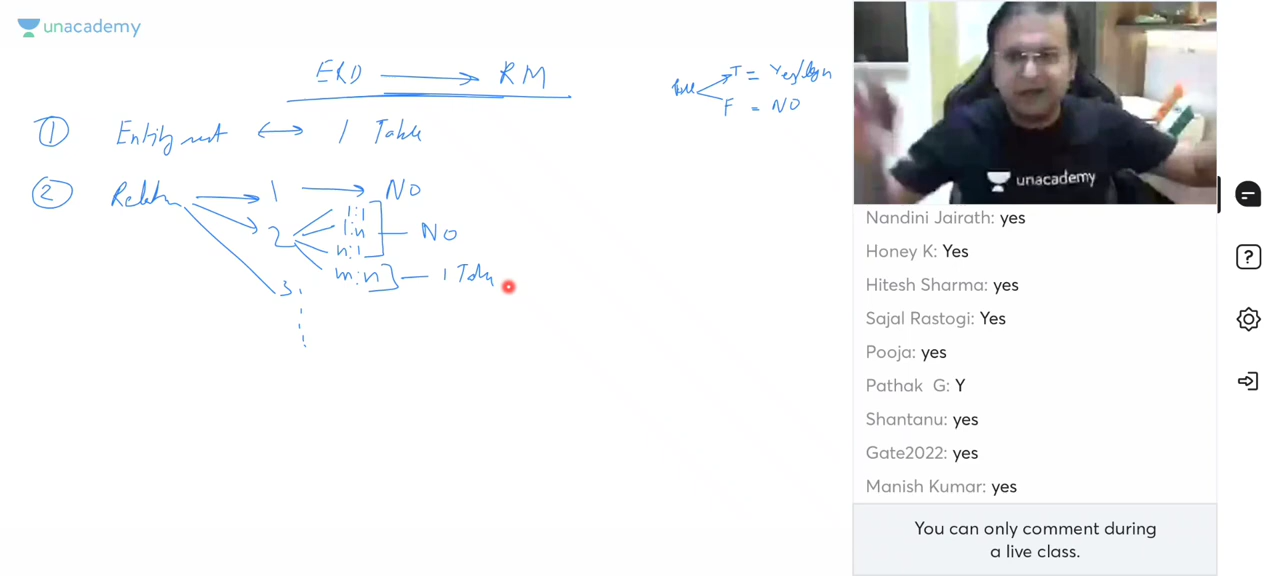 unacademy
ERD → RM
T = Yes
F = NO
① Entity set ↔ 1 Table
② Relation → 1 → NO
2
1:1
1:n
n:1
NO
m:n
1 Table
3
unacademy
Nandini Jairath: yes
Honey K: Yes
Hitesh Sharma: yes
Sajal Rastogi: Yes
Pooja: yes
Pathak G: Y
Shantanu: yes
Gate2022: yes
Manish Kumar: yes
You can only comment during
a live class.